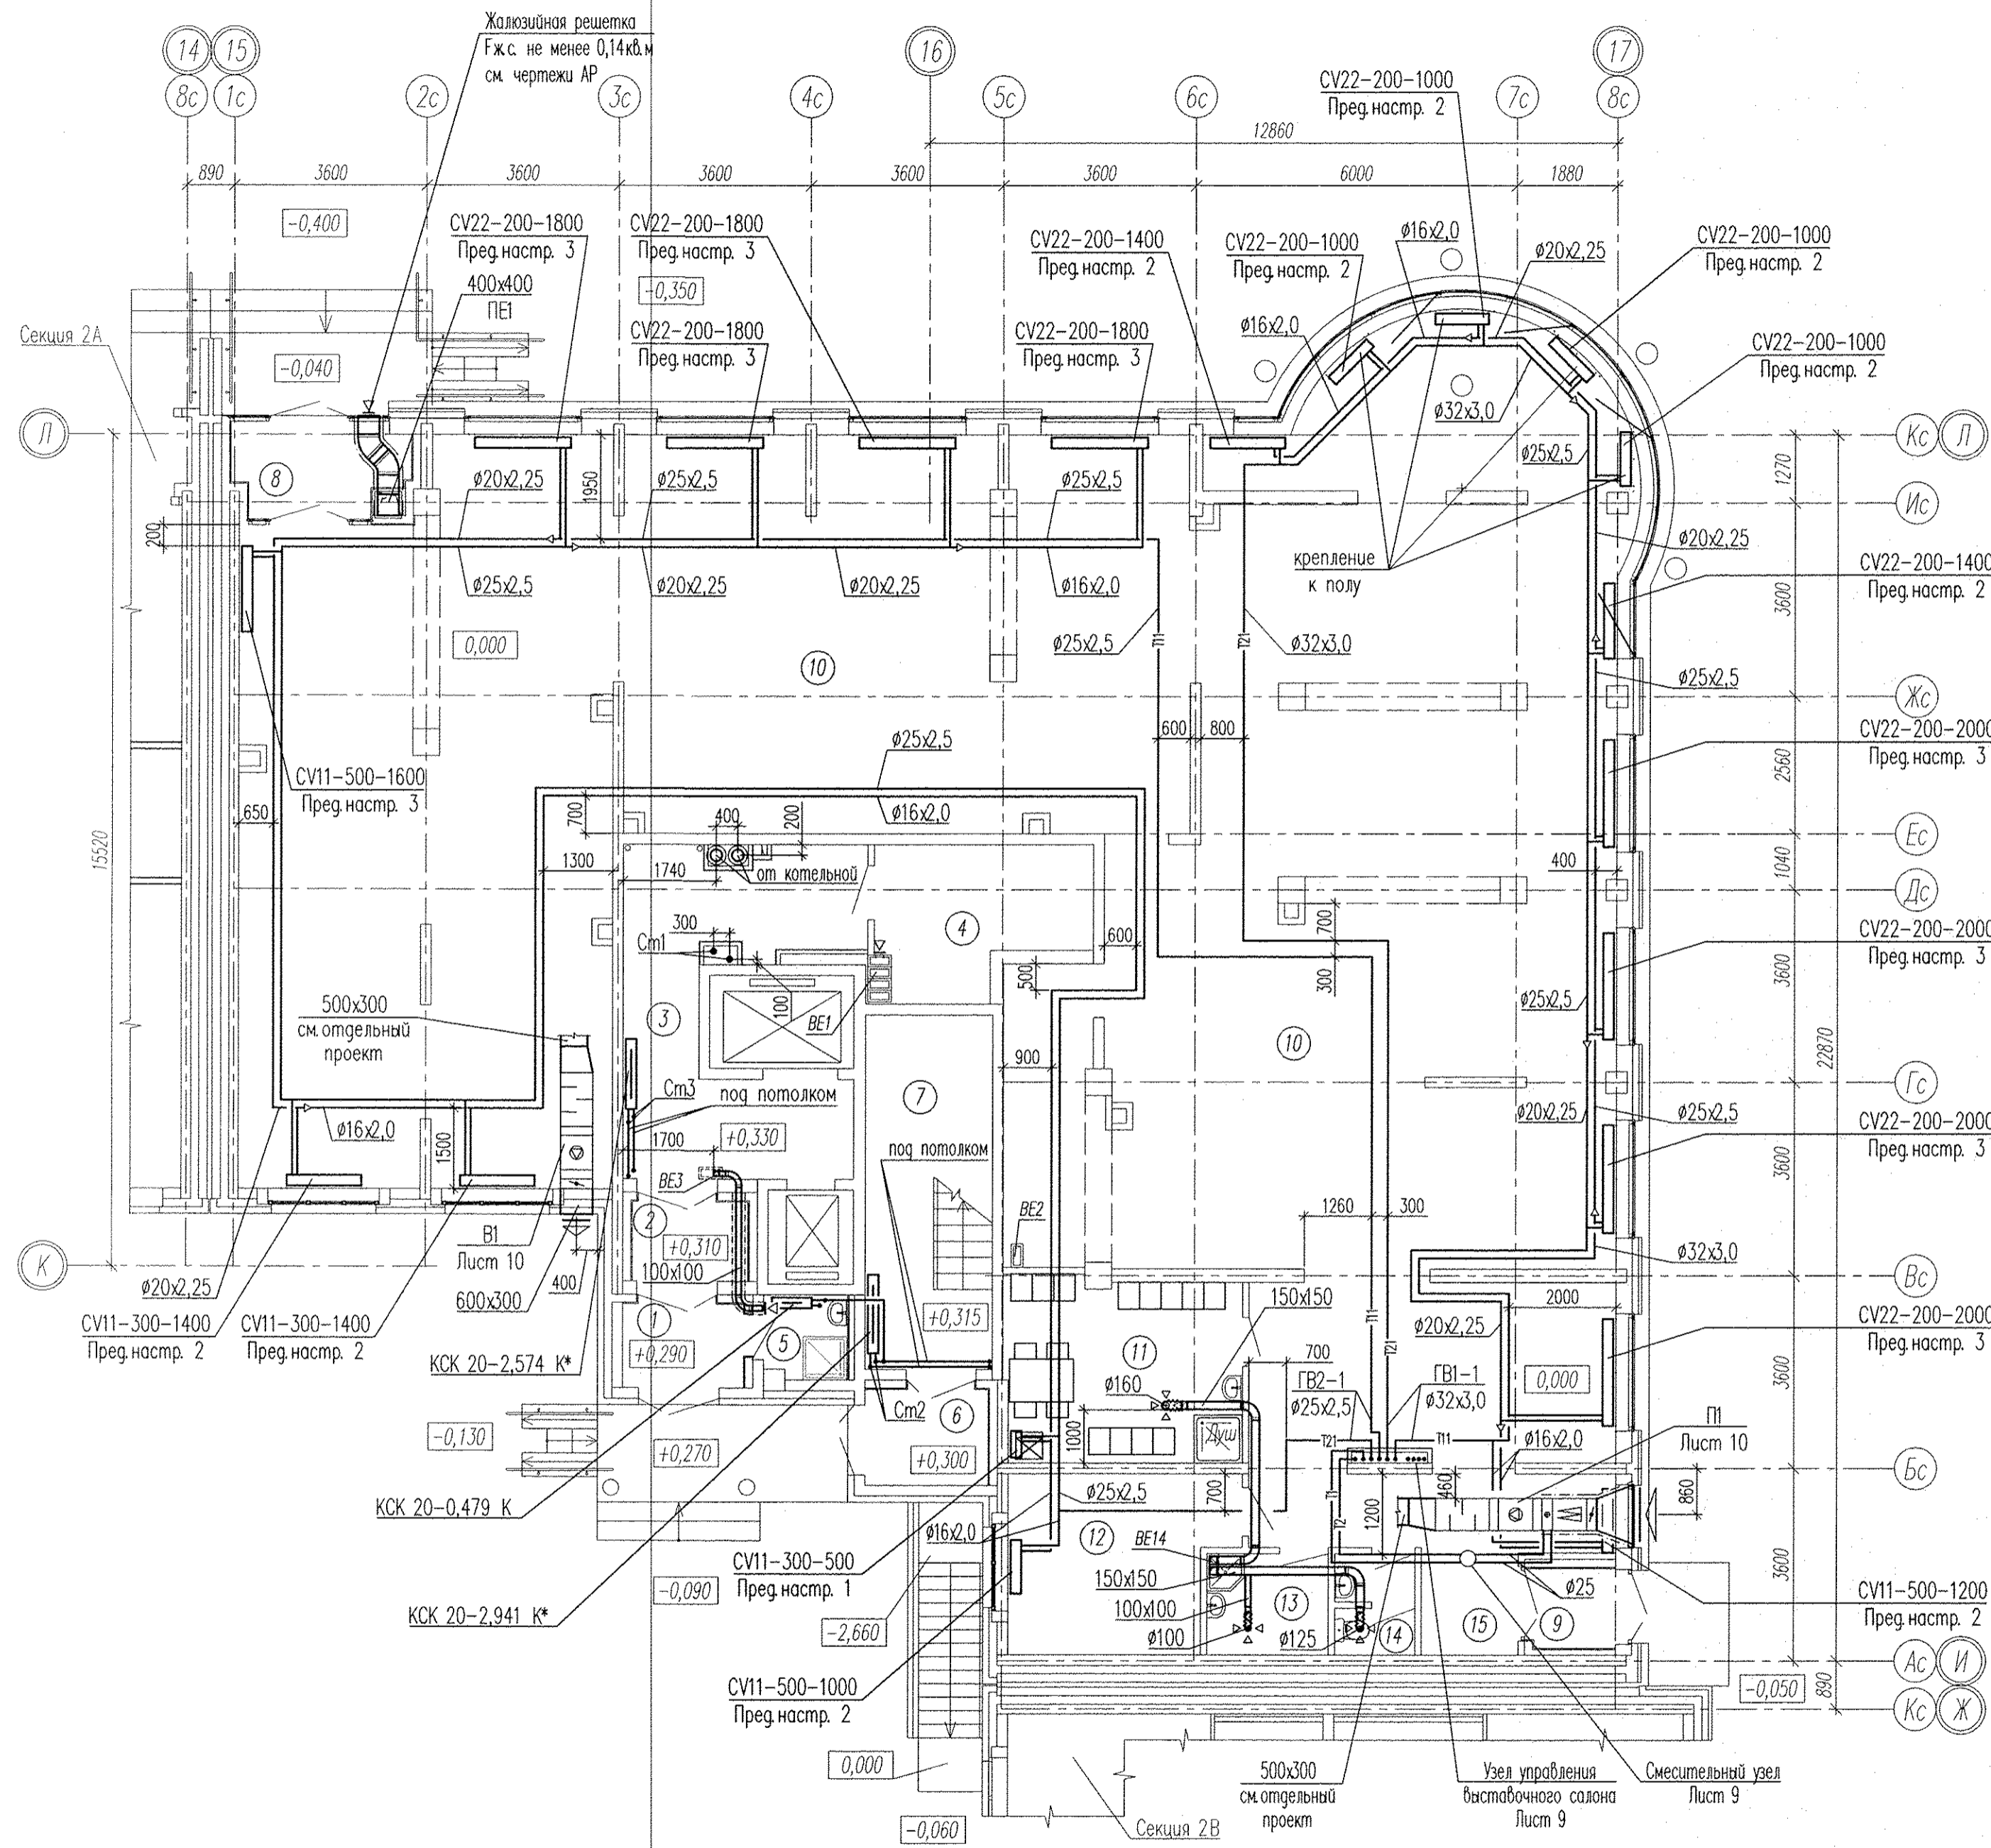 Жалюзийная решетка
Fж.с. не менее 0,14кв.м
см. чертежи АР
14
15
16
17
8с
1с
2с
3с
4с
5с
6с
7с
8с
CV22-200-1000
Пред.настр. 2
12860
890
3600
3600
3600
3600
3600
6000
1880
-0,400
CV22-200-1800
Пред.настр. 3
CV22-200-1800
Пред.настр. 3
CV22-200-1400
Пред.настр. 2
CV22-200-1000
Пред.настр. 2
ø16x2,0
ø20x2,25
CV22-200-1000
Пред.настр. 2
400x400
ПЕ1
-0,350
Секция 2А
-0,040
CV22-200-1800
Пред.настр. 3
CV22-200-1800
Пред.настр. 3
ø16x2,0
CV22-200-1000
Пред.настр. 2
ø32x3,0
Л
Кс
Л
8
1950
ø20x2,25
ø25x2,5
ø25x2,5
ø25x2,5
1270
Ис
200
ø20x2,25
крепление
к полу
ø25x2,5
ø20x2,25
ø20x2,25
ø16x2,0
CV22-200-1400
Пред.настр. 2
3600
0,000
10
ø25x2,5
Т11
Т21
ø32x3,0
ø25x2,5
Жс
600
800
CV11-500-1600
Пред.настр. 3
ø25x2,5
CV22-200-2000
Пред.настр. 3
2560
650
700
400
200
ø16x2,0
Ес
15520
1300
1740
от котельной
400
1040
Дс
300
4
600
700
Ст1
500
300
CV22-200-2000
Пред.настр. 3
500x300
см.отдельный
проект
3
100
ВЕ1
ø25x2,5
3600
10
22870
900
Ст3
под потолком
7
Гс
ø16x2,0
1500
1700
+0,330
под потолком
ø20x2,25
ø25x2,5
CV22-200-2000
Пред.настр. 3
ВЕ3
3600
2
ВЕ2
1260
300
В1
Лист 10
+0,310
ø32x3,0
К
400
100x100
Вс
ø20x2,25
600x300
150x150
2000
CV11-300-1400
Пред.настр. 2
CV11-300-1400
Пред.настр. 2
1
+0,315
Т11
Т21
ø20x2,25
CV22-200-2000
Пред.настр. 3
КСК 20-2,574 К*
+0,290
5
11
700
0,000
3600
ø160
ГВ2-1
ø25x2,5
ГВ1-1
ø32x3,0
П1
Лист 10
Ст2
6
-0,130
+0,270
1000
Душ
Т21
Т11
ø16x2,0
+0,300
Бс
КСК 20-0,479 К
ø25x2,5
700
Т1
Т2
1200
460
860
ø16x2,0
12
ВЕ14
CV11-300-500
Пред.настр. 1
150x150
3600
-0,090
ø25
КСК 20-2,941 К*
100x100
13
CV11-500-1200
Пред.настр. 2
-2,660
ø100
ø125
14
15
9
Ас
И
CV11-500-1000
Пред.настр. 2
-0,050
890
Кс
Ж
0,000
500x300
см.отдельный
проект
Узел управления
выставочного салона
Лист 9
Смесительный узел
Лист 9
-0,060
Секция 2В